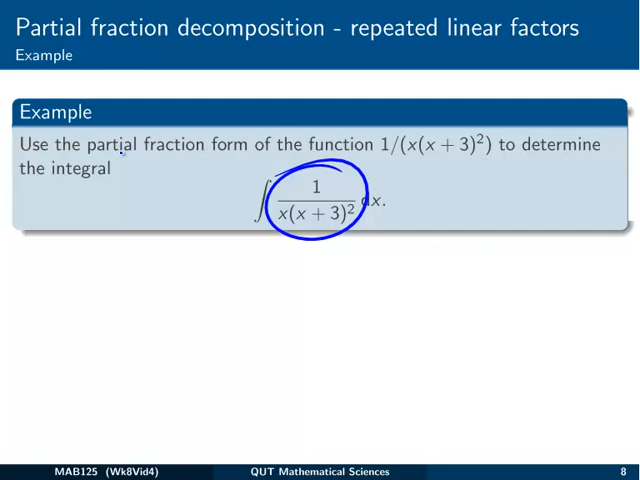 Partial fraction decomposition - repeated linear factors
Example
Example
Use the partial fraction form of the function 1/(x(x + 3)²) to determine
the integral
∫ 1/(x(x + 3)²) dx.
MAB125 (Wk8Vid4) QUT Mathematical Sciences 8